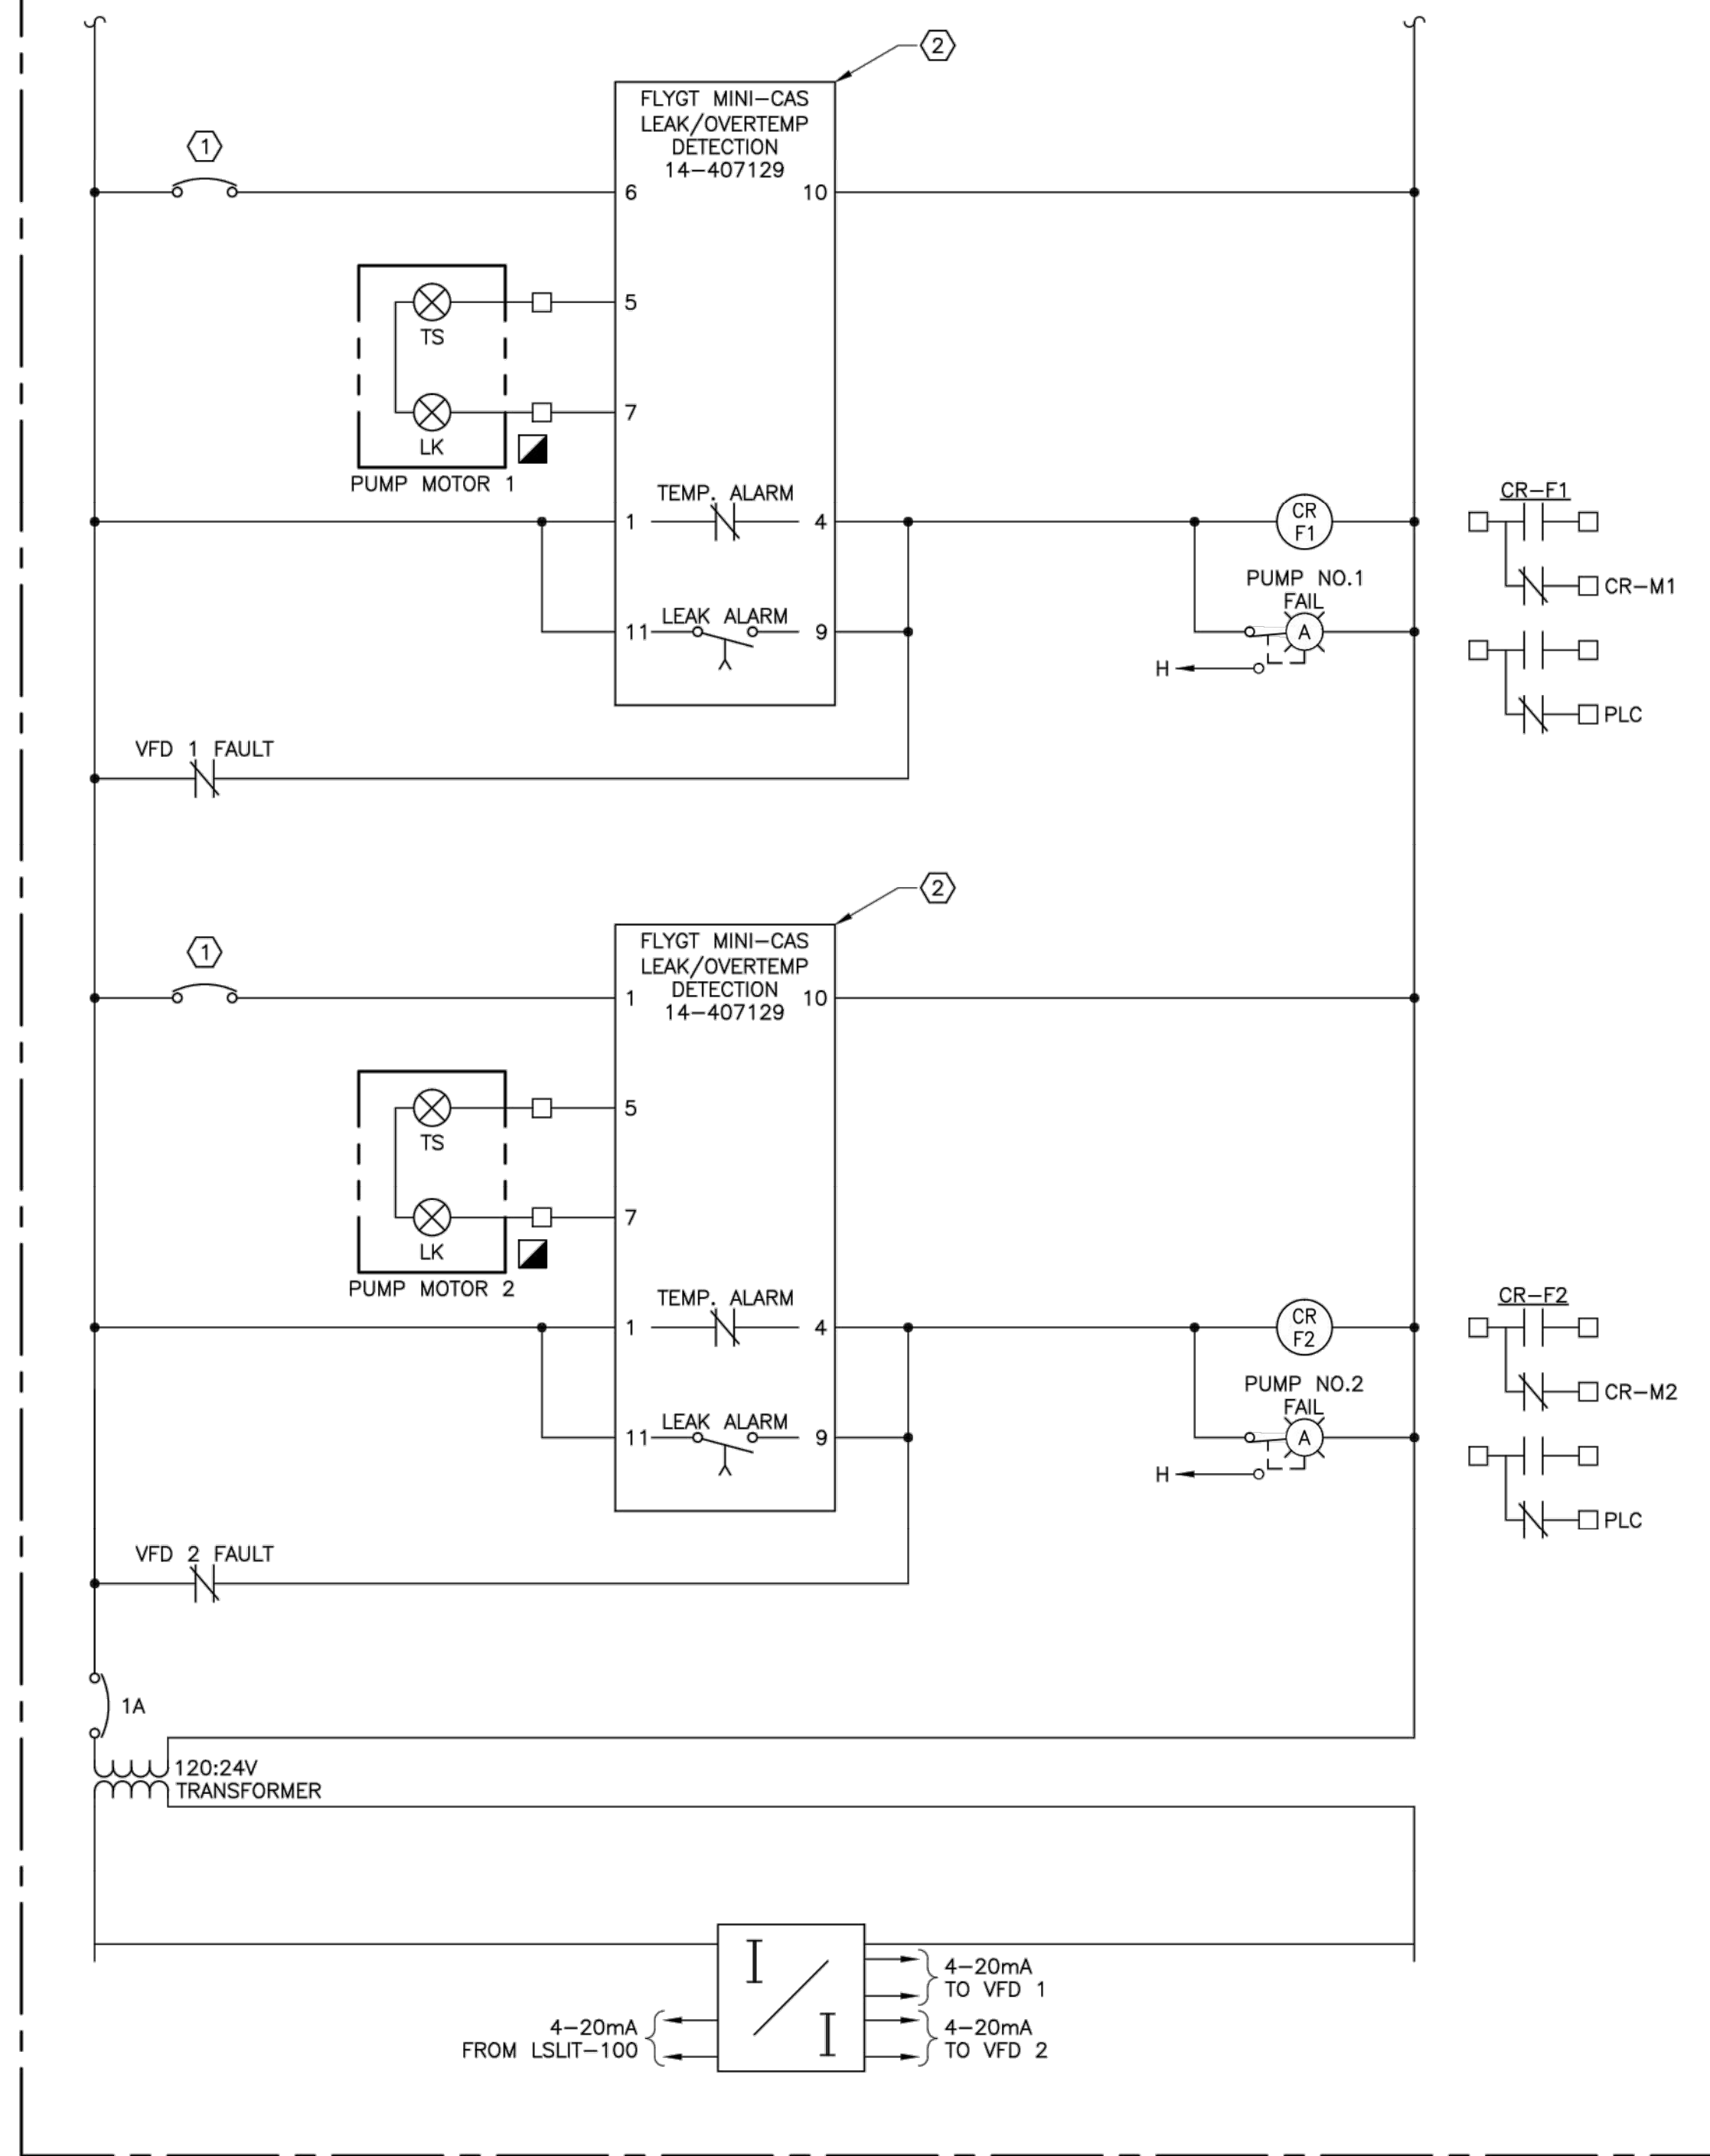 2
FLYGT MINI-CAS
LEAK/OVERTEMP
DETECTION
14-407129
1
6
10
5
TS
7
LK
PUMP MOTOR 1
TEMP. ALARM
1
4
CR
F1
CR-F1
PUMP NO.1
FAIL
CR-M1
LEAK ALARM
11
9
A
H
PLC
VFD 1 FAULT
2
FLYGT MINI-CAS
LEAK/OVERTEMP
DETECTION
14-407129
1
1
10
5
TS
7
LK
PUMP MOTOR 2
TEMP. ALARM
1
4
CR
F2
CR-F2
PUMP NO.2
FAIL
CR-M2
LEAK ALARM
11
9
A
H
PLC
VFD 2 FAULT
1A
120:24V
TRANSFORMER
I
I
4-20mA
TO VFD 1
4-20mA
FROM LSLIT-100
4-20mA
TO VFD 2